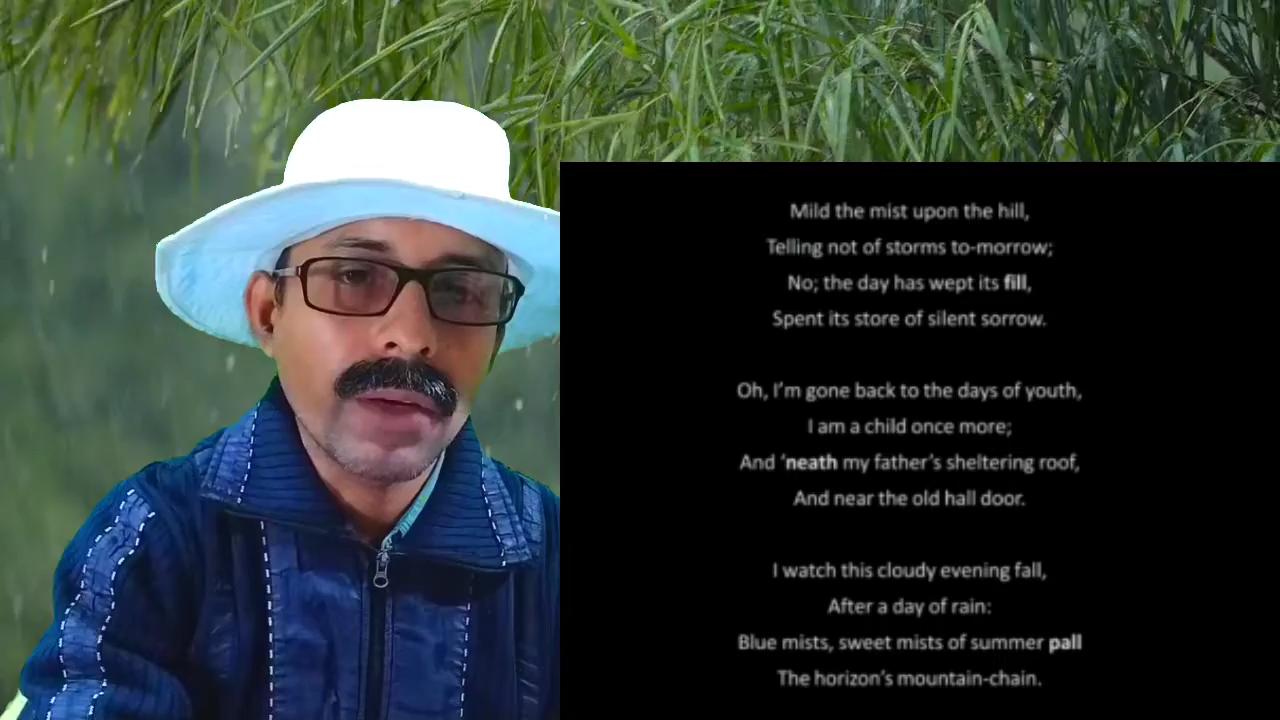 Mild the mist upon the hill,
Telling not of storms to-morrow;
No; the day has wept its fill,
Spent its store of silent sorrow.
Oh, I’m gone back to the days of youth,
I am a child once more;
And ‘neath my father’s sheltering roof,
And near the old hall door.
I watch this cloudy evening fall,
After a day of rain:
Blue mists, sweet mists of summer pall
The horizon’s mountain-chain.